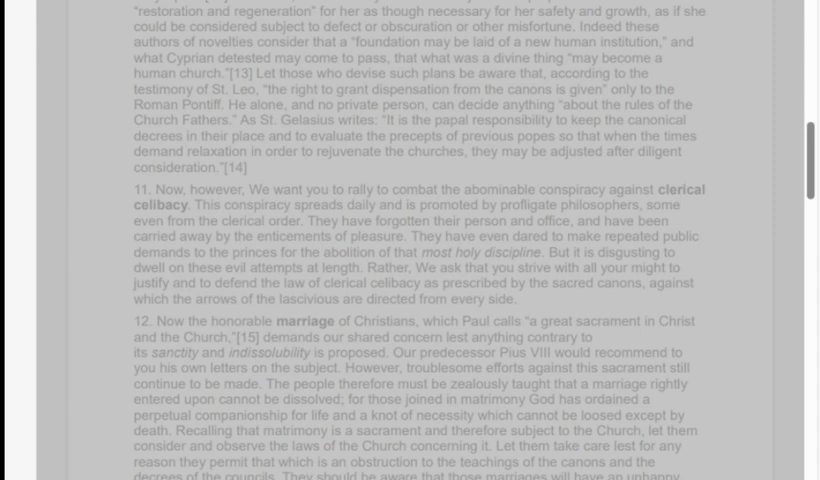 “restoration and regeneration” for her as though necessary for her safety and growth, as if she
could be considered subject to defect or obscuration or other misfortune. Indeed these
authors of novelties consider that a “foundation may be laid of a new human institution,” and
what Cyprian detested may come to pass, that what was a divine thing “may become a
human church.”[13] Let those who devise such plans be aware that, according to the
testimony of St. Leo, “the right to grant dispensation from the canons is given” only to the
Roman Pontiff. He alone, and no private person, can decide anything “about the rules of the
Church Fathers.” As St. Gelasius writes: “It is the papal responsibility to keep the canonical
decrees in their place and to evaluate the precepts of previous popes so that when the times
demand relaxation in order to rejuvenate the churches, they may be adjusted after diligent
consideration.”[14]
11. Now, however, We want you to rally to combat the abominable conspiracy against clerical
celibacy. This conspiracy spreads daily and is promoted by profligate philosophers, some
even from the clerical order. They have forgotten their person and office, and have been
carried away by the enticements of pleasure. They have even dared to make repeated public
demands to the princes for the abolition of that most holy discipline. But it is disgusting to
dwell on these evil attempts at length. Rather, We ask that you strive with all your might to
justify and to defend the law of clerical celibacy as prescribed by the sacred canons, against
which the arrows of the lascivious are directed from every side.
12. Now the honorable marriage of Christians, which Paul calls “a great sacrament in Christ
and the Church,”[15] demands our shared concern lest anything contrary to
its sanctity and indissolubility is proposed. Our predecessor Pius VIII would recommend to
you his own letters on the subject. However, troublesome efforts against this sacrament still
continue to be made. The people therefore must be zealously taught that a marriage rightly
entered upon cannot be dissolved; for those joined in matrimony God has ordained a
perpetual companionship for life and a knot of necessity which cannot be loosed except by
death. Recalling that matrimony is a sacrament and therefore subject to the Church, let them
consider and observe the laws of the Church concerning it. Let them take care lest for any
reason they permit that which is an obstruction to the teachings of the canons and the
decrees of the councils. They should be aware that those marriages will have an unhappy